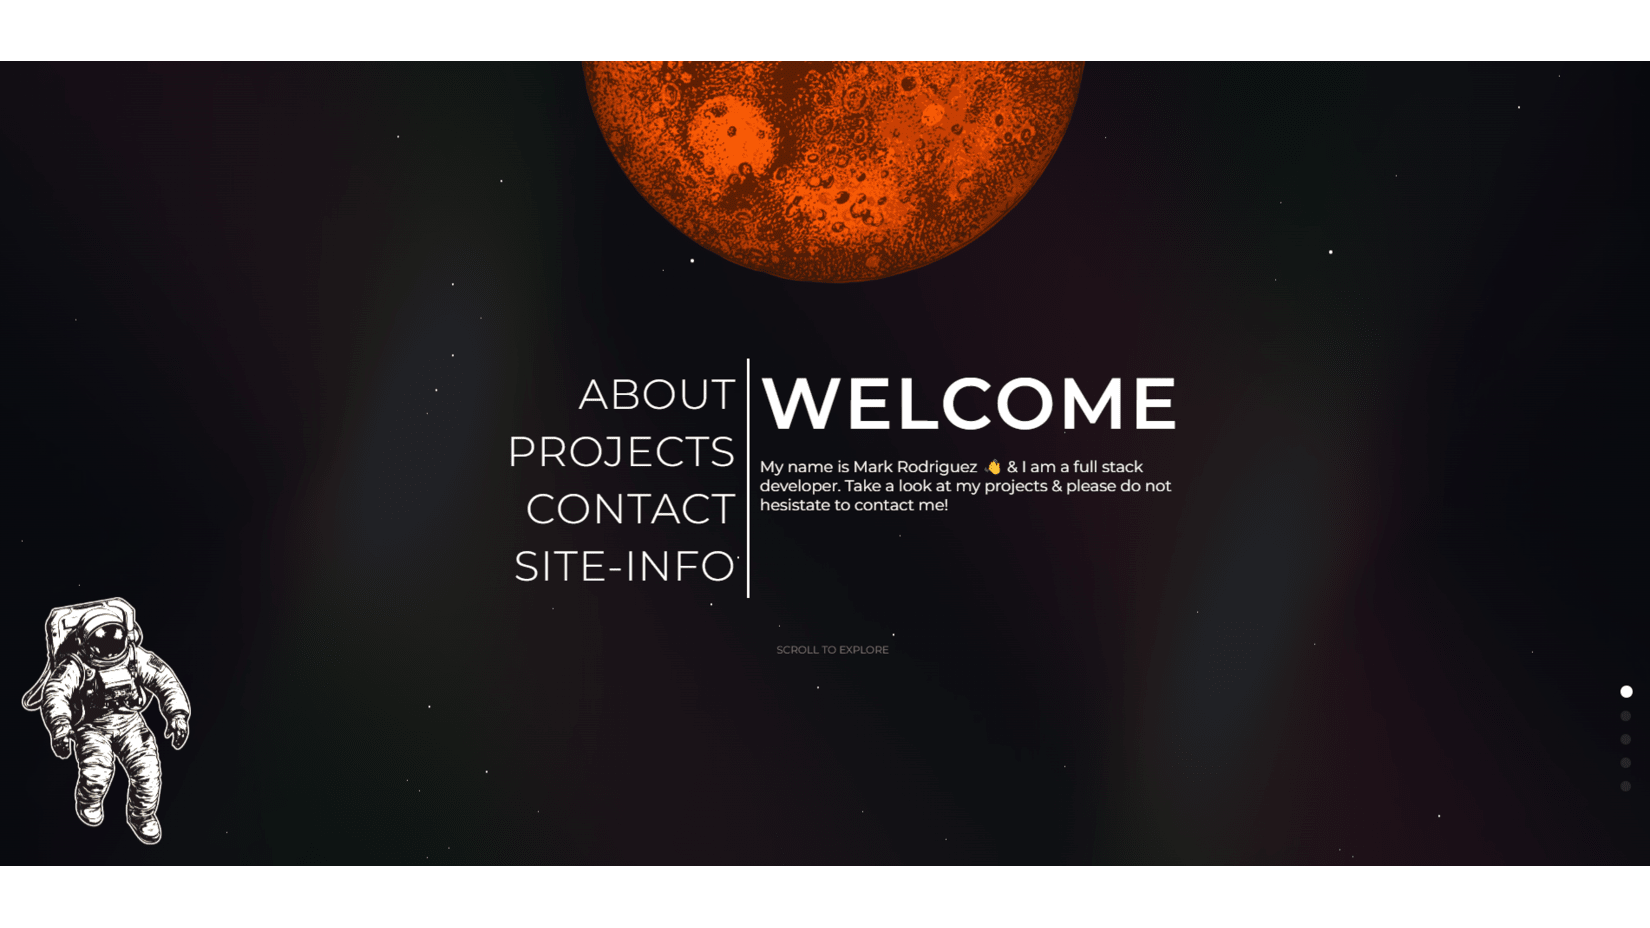 ABOUT
PROJECTS
CONTACT
SITE-INFO
WELCOME
My name is Mark Rodriguez 👋 & I am a full stack
developer. Take a look at my projects & please do not
hesistate to contact me!
SCROLL TO EXPLORE